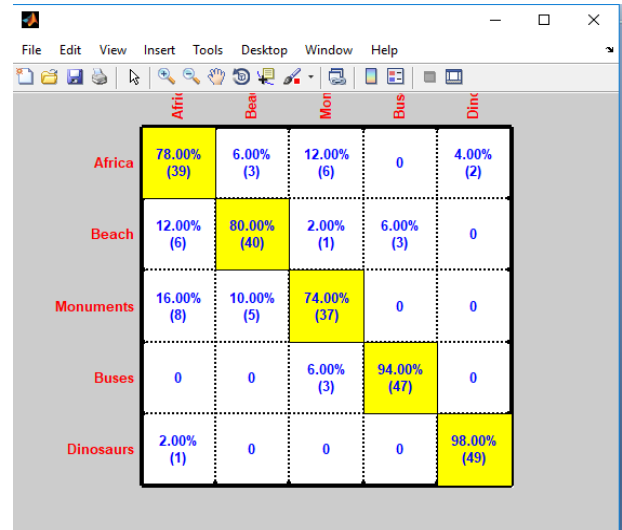 File Edit View Insert Tools Desktop Window Help
Afric Bea Mon Bus Dino
Africa 78.00% (39) 6.00% (3) 12.00% (6) 0 4.00% (2)
Beach 12.00% (6) 80.00% (40) 2.00% (1) 6.00% (3) 0
Monuments 16.00% (8) 10.00% (5) 74.00% (37) 0 0
Buses 0 0 6.00% (3) 94.00% (47) 0
Dinosaurs 2.00% (1) 0 0 0 98.00% (49)